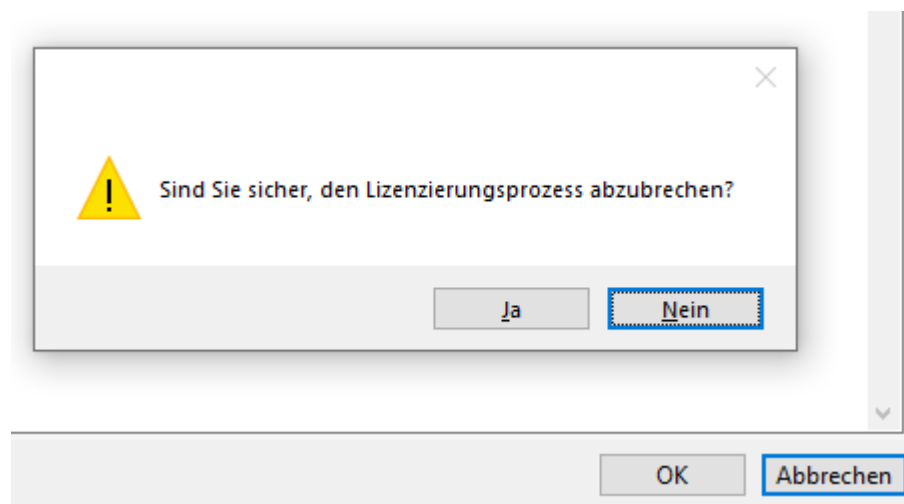 Sind Sie sicher, den Lizenzierungsprozess abzubrechen?
Ja Nein
OK Abbrechen